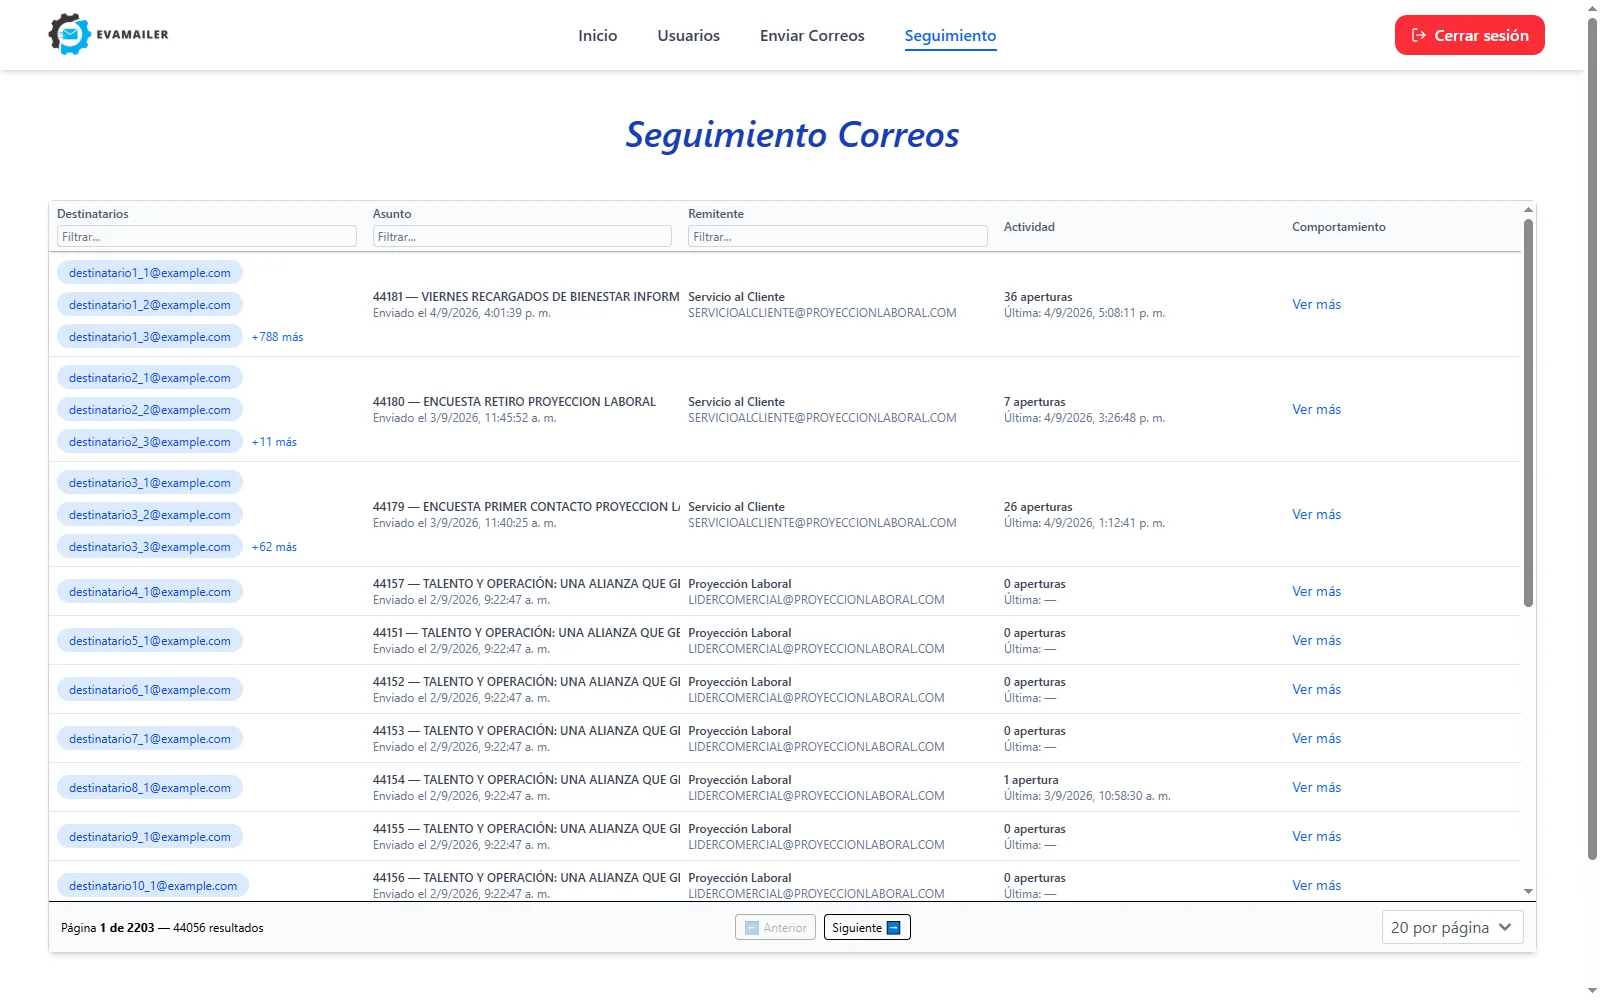 EVAMAILER
Inicio
Usuarios
Enviar Correos
Seguimiento
Cerrar sesión
Seguimiento Correos
Destinatarios
Asunto
Remitente
Actividad
Comportamiento
Filtrar...
Filtrar...
Filtrar...
destinatario1_1@example.com
destinatario1_2@example.com
destinatario1_3@example.com
+788 más
44181 — VIERNES RECARGADOS DE BIENESTAR INFORM
Enviado el 4/9/2026, 4:01:39 p. m.
Servicio al Cliente
SERVICIOALCLIENTE@PROYECCIONLABORAL.COM
36 aperturas
Última: 4/9/2026, 5:08:11 p. m.
Ver más
destinatario2_1@example.com
destinatario2_2@example.com
destinatario2_3@example.com
+11 más
44180 — ENCUESTA RETIRO PROYECCION LABORAL
Enviado el 3/9/2026, 11:45:52 a. m.
Servicio al Cliente
SERVICIOALCLIENTE@PROYECCIONLABORAL.COM
7 aperturas
Última: 4/9/2026, 3:26:48 p. m.
Ver más
destinatario3_1@example.com
destinatario3_2@example.com
destinatario3_3@example.com
+62 más
44179 — ENCUESTA PRIMER CONTACTO PROYECCION LA
Enviado el 3/9/2026, 11:40:25 a. m.
Servicio al Cliente
SERVICIOALCLIENTE@PROYECCIONLABORAL.COM
26 aperturas
Última: 4/9/2026, 1:12:41 p. m.
Ver más
destinatario4_1@example.com
44157 — TALENTO Y OPERACIÓN: UNA ALIANZA QUE GE
Enviado el 2/9/2026, 9:22:47 a. m.
Proyección Laboral
LIDERCOMERCIAL@PROYECCIONLABORAL.COM
0 aperturas
Última: —
Ver más
destinatario5_1@example.com
44151 — TALENTO Y OPERACIÓN: UNA ALIANZA QUE GE
Enviado el 2/9/2026, 9:22:47 a. m.
Proyección Laboral
LIDERCOMERCIAL@PROYECCIONLABORAL.COM
0 aperturas
Última: —
Ver más
destinatario6_1@example.com
44152 — TALENTO Y OPERACIÓN: UNA ALIANZA QUE GE
Enviado el 2/9/2026, 9:22:47 a. m.
Proyección Laboral
LIDERCOMERCIAL@PROYECCIONLABORAL.COM
0 aperturas
Última: —
Ver más
destinatario7_1@example.com
44153 — TALENTO Y OPERACIÓN: UNA ALIANZA QUE GE
Enviado el 2/9/2026, 9:22:47 a. m.
Proyección Laboral
LIDERCOMERCIAL@PROYECCIONLABORAL.COM
0 aperturas
Última: —
Ver más
destinatario8_1@example.com
44154 — TALENTO Y OPERACIÓN: UNA ALIANZA QUE GE
Enviado el 2/9/2026, 9:22:47 a. m.
Proyección Laboral
LIDERCOMERCIAL@PROYECCIONLABORAL.COM
1 apertura
Última: 3/9/2026, 10:58:30 a. m.
Ver más
destinatario9_1@example.com
44155 — TALENTO Y OPERACIÓN: UNA ALIANZA QUE GE
Enviado el 2/9/2026, 9:22:47 a. m.
Proyección Laboral
LIDERCOMERCIAL@PROYECCIONLABORAL.COM
0 aperturas
Última: —
Ver más
destinatario10_1@example.com
44156 — TALENTO Y OPERACIÓN: UNA ALIANZA QUE GE
Enviado el 2/9/2026, 9:22:47 a. m.
Proyección Laboral
LIDERCOMERCIAL@PROYECCIONLABORAL.COM
0 aperturas
Última: —
Ver más
Página 1 de 2203 — 44056 resultados
Anterior
Siguiente
20 por página